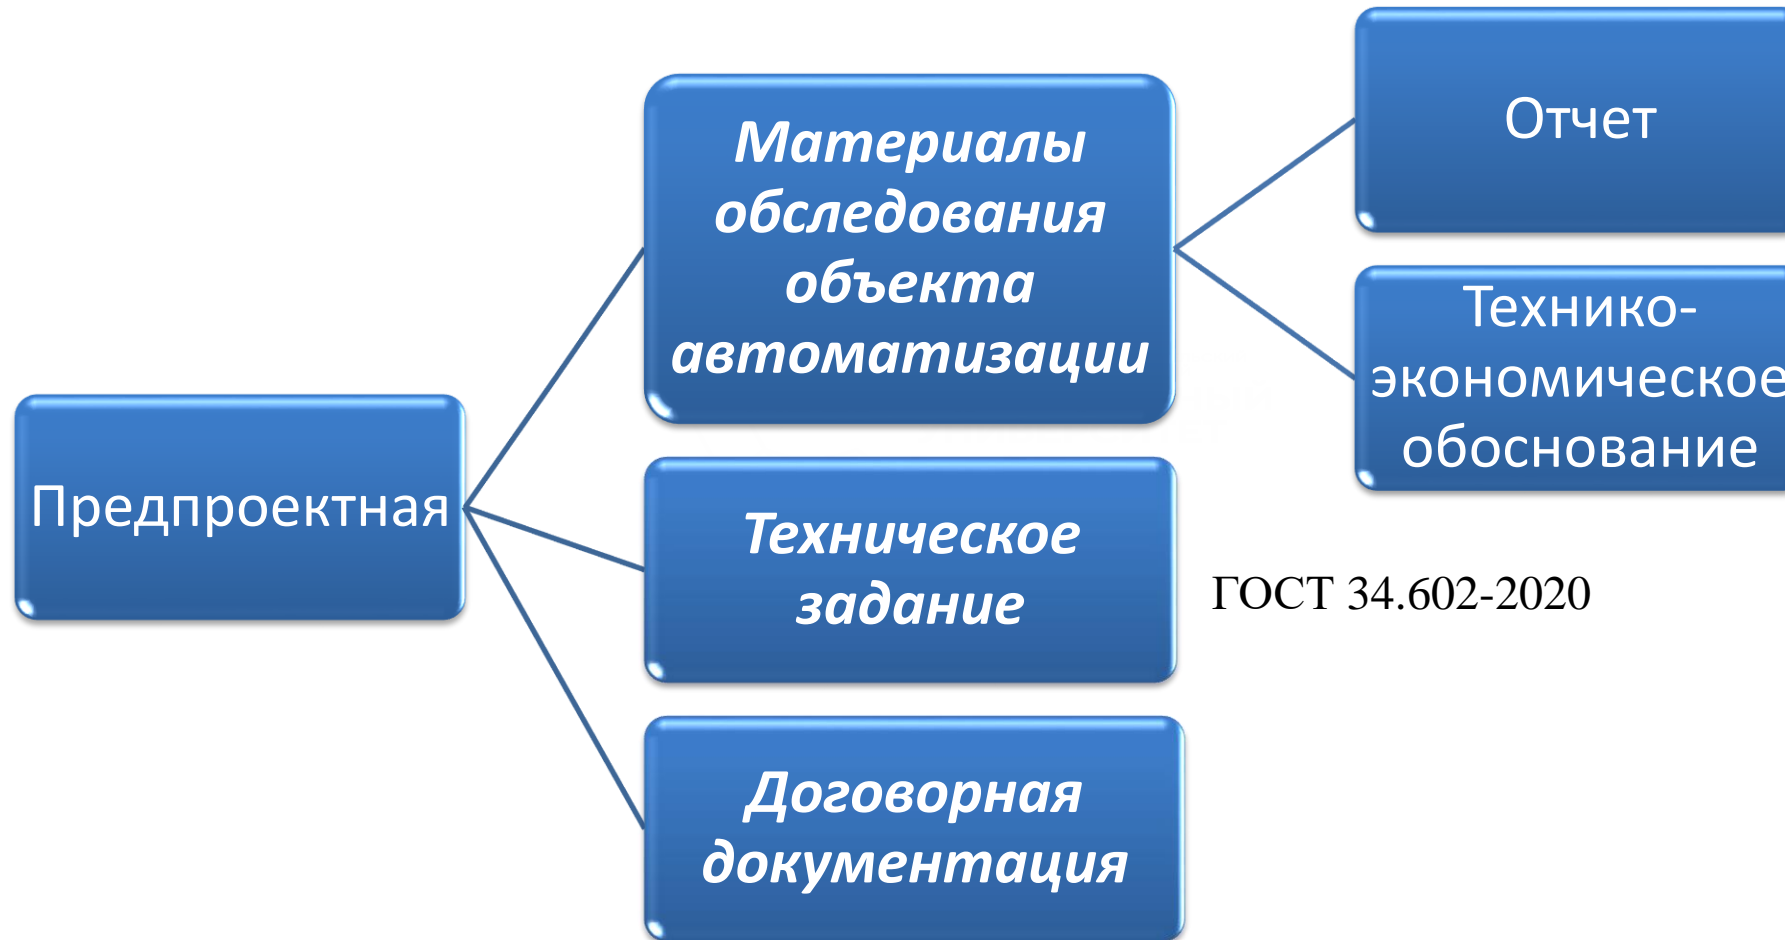 Предпроектная
Материалы
обследования
объекта
автоматизации
Отчет
Технико-
экономическое
обоснование
Техническое
задание
ГОСТ 34.602-2020
Договорная
документация